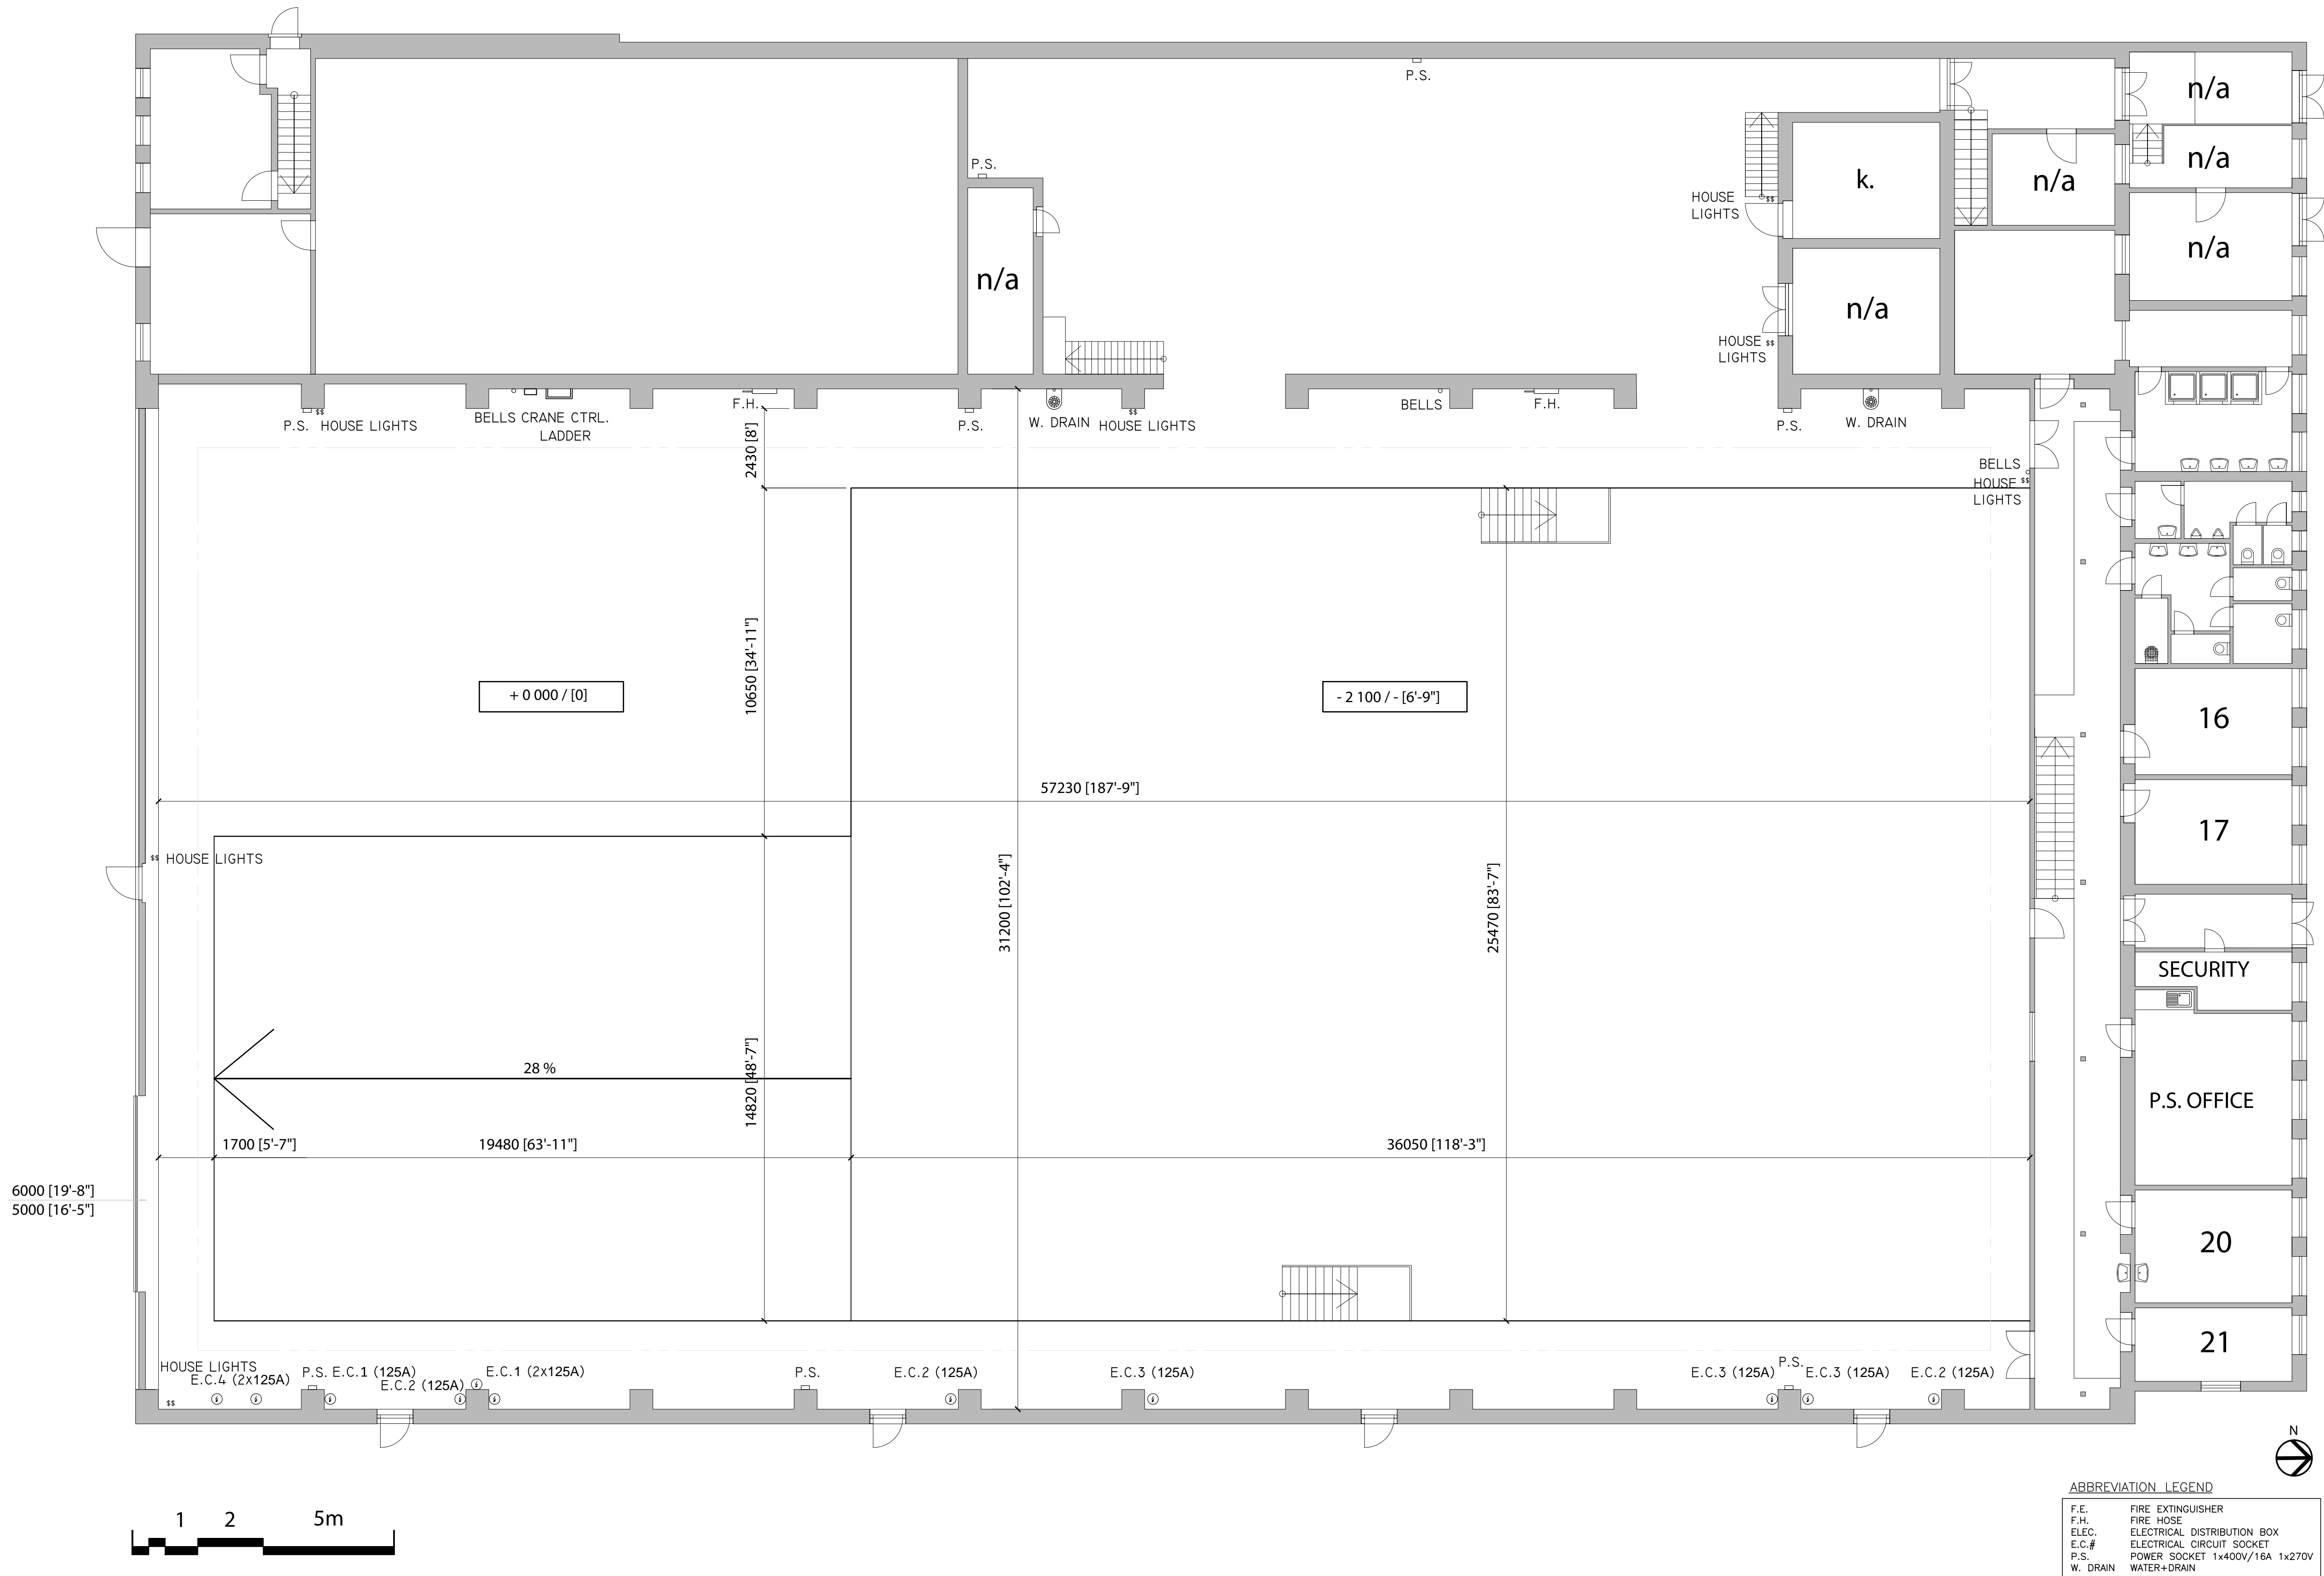 P.S.
n/a
P.S.
k.
n/a
n/a
HOUSE
LIGHTS
$$
n/a
n/a
n/a
HOUSE $$
LIGHTS
F.H.
BELLS
F.H.
P.S. HOUSE LIGHTS
$$
BELLS CRANE CTRL.
LADDER
P.S.
W. DRAIN
HOUSE LIGHTS
$$
P.S.
W. DRAIN
2430 [8']
BELLS
HOUSE $$
LIGHTS
10650 [34'-11"]
+ 0 000 / [0]
- 2 100 / - [6'-9"]
16
57230 [187'-9"]
17
$$ HOUSE LIGHTS
31200 [102'-4"]
25470 [83'-7"]
SECURITY
28 %
14820 [48'-7"]
P.S. OFFICE
1700 [5'-7"]
19480 [63'-11"]
36050 [118'-3"]
6000 [19'-8"]
5000 [16'-5"]
20
21
HOUSE LIGHTS
E.C.4 (2x125A)
$$
P.S. E.C.1 (125A)
E.C.2 (125A)
E.C.1 (2x125A)
P.S.
E.C.2 (125A)
E.C.3 (125A)
E.C.3 (125A)
P.S.
E.C.3 (125A)
E.C.2 (125A)
N
1 2 5m
ABBREVIATION LEGEND
F.E. FIRE EXTINGUISHER
F.H. FIRE HOSE
ELEC. ELECTRICAL DISTRIBUTION BOX
E.C.# ELECTRICAL CIRCUIT SOCKET
P.S. POWER SOCKET 1x400V/16A 1x270V
W. DRAIN WATER+DRAIN